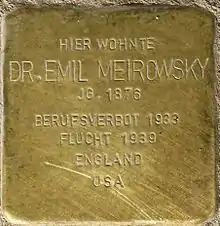 HIER WOHNTE
DR. EMIL MEIROWSKY
JG. 1876
BERUFSVERBOT 1933
FLUCHT 1939
ENGLAND
USA